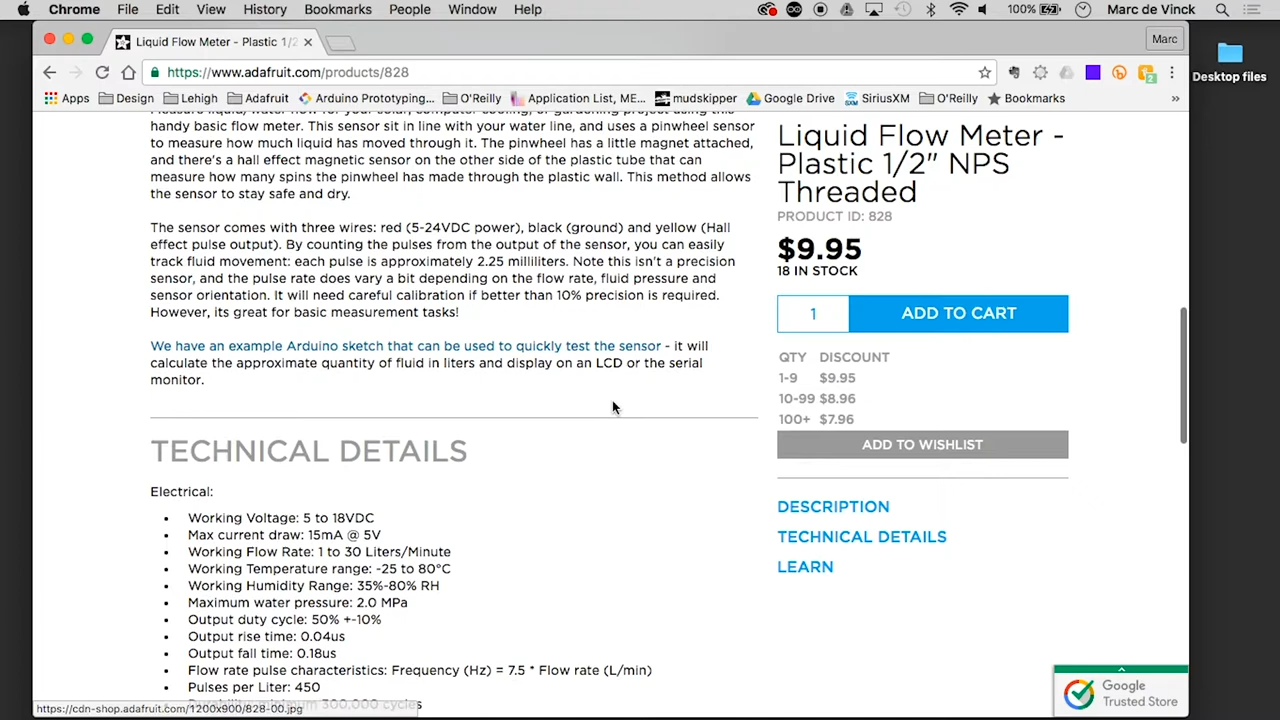 Chrome File Edit View History Bookmarks People Window Help 100% Marc de Vinck
Liquid Flow Meter - Plastic 1/2 Marc
Desktop files
https://www.adafruit.com/products/828
Apps Design Lehigh Adafruit Arduino Prototyping... O'Reilly Application List, ME... mudskipper Google Drive SiriusXM O'Reilly Bookmarks »
handy basic flow meter. This sensor sit in line with your water line, and uses a pinwheel sensor
to measure how much liquid has moved through it. The pinwheel has a little magnet attached,
and there's a hall effect magnetic sensor on the other side of the plastic tube that can
measure how many spins the pinwheel has made through the plastic wall. This method allows
the sensor to stay safe and dry.
The sensor comes with three wires: red (5-24VDC power), black (ground) and yellow (Hall
effect pulse output). By counting the pulses from the output of the sensor, you can easily
track fluid movement: each pulse is approximately 2.25 milliliters. Note this isn't a precision
sensor, and the pulse rate does vary a bit depending on the flow rate, fluid pressure and
sensor orientation. It will need careful calibration if better than 10% precision is required.
However, its great for basic measurement tasks!
We have an example Arduino sketch that can be used to quickly test the sensor - it will
calculate the approximate quantity of fluid in liters and display on an LCD or the serial
monitor.
TECHNICAL DETAILS
Electrical:
• Working Voltage: 5 to 18VDC
• Max current draw: 15mA @ 5V
• Working Flow Rate: 1 to 30 Liters/Minute
• Working Temperature range: -25 to 80°C
• Working Humidity Range: 35%-80% RH
• Maximum water pressure: 2.0 MPa
• Output duty cycle: 50% +-10%
• Output rise time: 0.04us
• Output fall time: 0.18us
• Flow rate pulse characteristics: Frequency (Hz) = 7.5 * Flow rate (L/min)
• Pulses per Liter: 450
https://cdn-shop.adafruit.com/1200x900/828-00.jpg
Liquid Flow Meter -
Plastic 1/2" NPS
Threaded
PRODUCT ID: 828
$9.95
18 IN STOCK
1 ADD TO CART
QTY DISCOUNT
1-9 $9.95
10-99 $8.96
100+ $7.96
ADD TO WISHLIST
DESCRIPTION
TECHNICAL DETAILS
LEARN
Google
Trusted Store